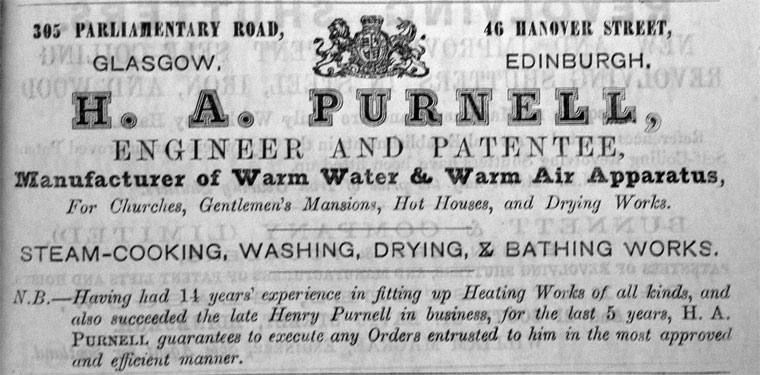 305 PARLIAMENTARY ROAD,
GLASGOW.
46 HANOVER STREET,
EDINBURGH.
H. A. PURNELL,
ENGINEER AND PATENTEE,
Manufacturer of Warm Water & Warm Air Apparatus,
For Churches, Gentlemen's Mansions, Hot Houses, and Drying Works.
STEAM-COOKING, WASHING, DRYING, & BATHING WORKS.
N.B.—Having had 14 years' experience in fitting up Heating Works of all kinds, and
also succeeded the late Henry Purnell in business, for the last 5 years, H. A.
PURNELL guarantees to execute any Orders entrusted to him in the most approved
and efficient manner.